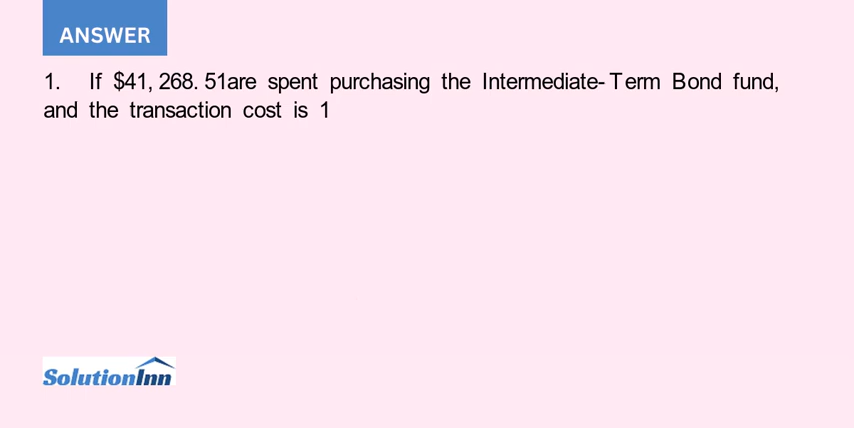 ANSWER
1. If $41, 268. 51are spent purchasing the Intermediate- Term Bond fund,
and the transaction cost is 1
SolutionInn